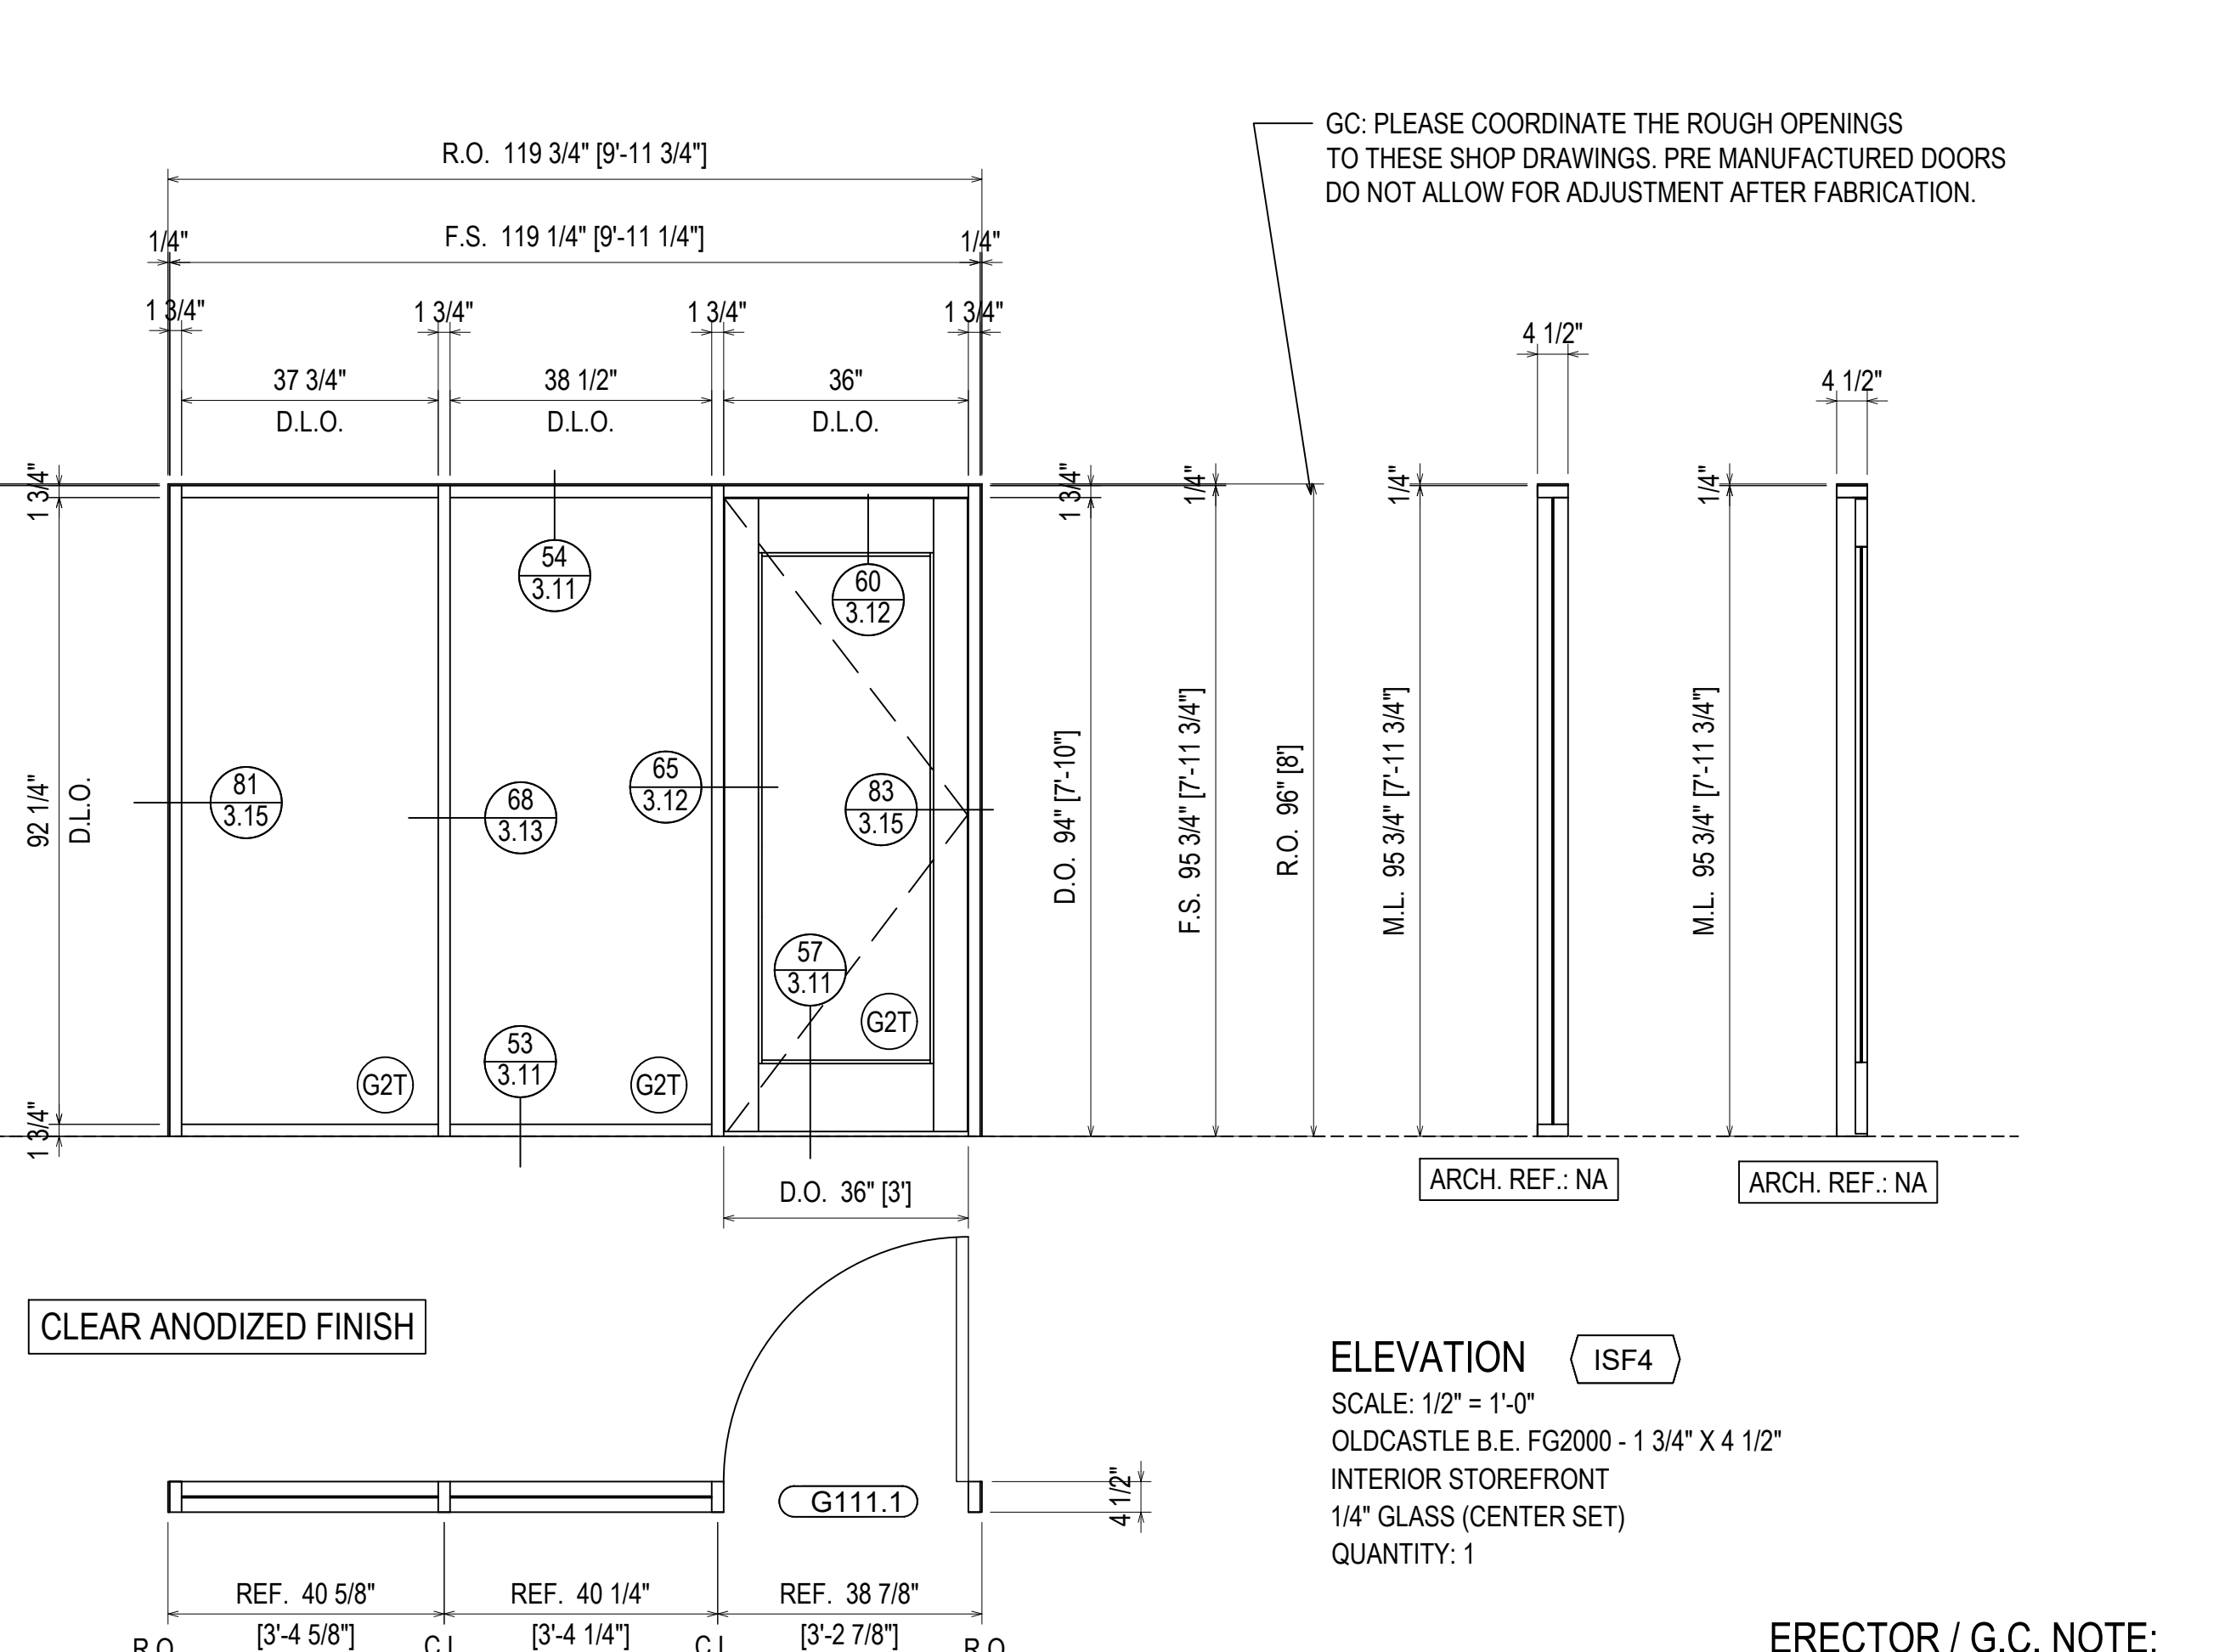 GC: PLEASE COORDINATE THE ROUGH OPENINGS
TO THESE SHOP DRAWINGS. PRE MANUFACTURED DOORS
DO NOT ALLOW FOR ADJUSTMENT AFTER FABRICATION.
R.O. 119 3/4" [9'-11 3/4"]
1/4"
F.S. 119 1/4" [9'-11 1/4"]
1/4"
1 3/4"
1 3/4"
1 3/4"
1 3/4"
37 3/4"
D.L.O.
38 1/2"
D.L.O.
36"
D.L.O.
4 1/2"
4 1/2"
1 3/4"
92 1/4"
D.L.O.
1 3/4"
54
3.11
60
3.12
81
3.15
68
3.13
65
3.12
83
3.15
57
3.11
53
3.11
G2T
G2T
G2T
1 3/4"
D.O. 94" [7'-10"]
1/4"
F.S. 95 3/4" [7'-11 3/4"]
R.O. 96" [8']
1/4"
M.L. 95 3/4" [7'-11 3/4"]
1/4"
M.L. 95 3/4" [7'-11 3/4"]
ARCH. REF.: NA
ARCH. REF.: NA
D.O. 36" [3']
CLEAR ANODIZED FINISH
G111.1
4 1/2"
REF. 40 5/8"
[3'-4 5/8"]
REF. 40 1/4"
[3'-4 1/4"]
REF. 38 7/8"
[3'-2 7/8"]
R.O.
C.L.
C.L.
R.O.
ELEVATION
ISF4
SCALE: 1/2" = 1'-0"
OLDCASTLE B.E. FG2000 - 1 3/4" X 4 1/2"
INTERIOR STOREFRONT
1/4" GLASS (CENTER SET)
QUANTITY: 1
ERECTOR / G.C. NOTE: